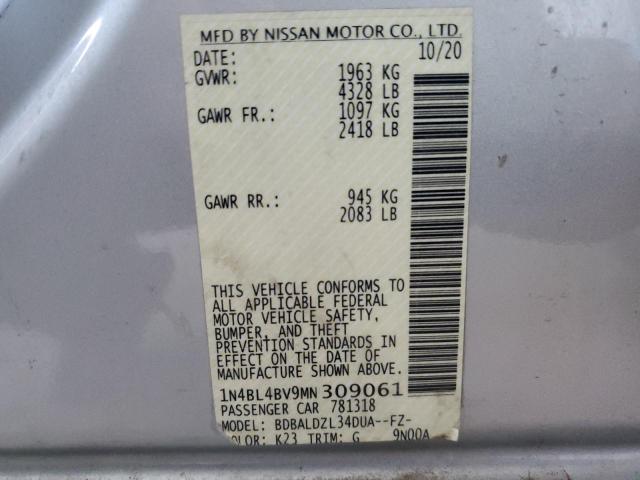 MFD BY NISSAN MOTOR CO., LTD.
DATE: 10/20
GVWR: 1963 KG
4328 LB
GAWR FR.: 1097 KG
2418 LB
GAWR RR.: 945 KG
2083 LB
THIS VEHICLE CONFORMS TO
ALL APPLICABLE FEDERAL
MOTOR VEHICLE SAFETY,
BUMPER, AND THEFT
PREVENTION STANDARDS IN
EFFECT ON THE DATE OF
MANUFACTURE SHOWN ABOVE.
1N4BL4BV9MN 309061
PASSENGER CAR 781318
MODEL: BDBALDZL34DUA--FZ-
COLOR: K23 TRIM: G 9N00A